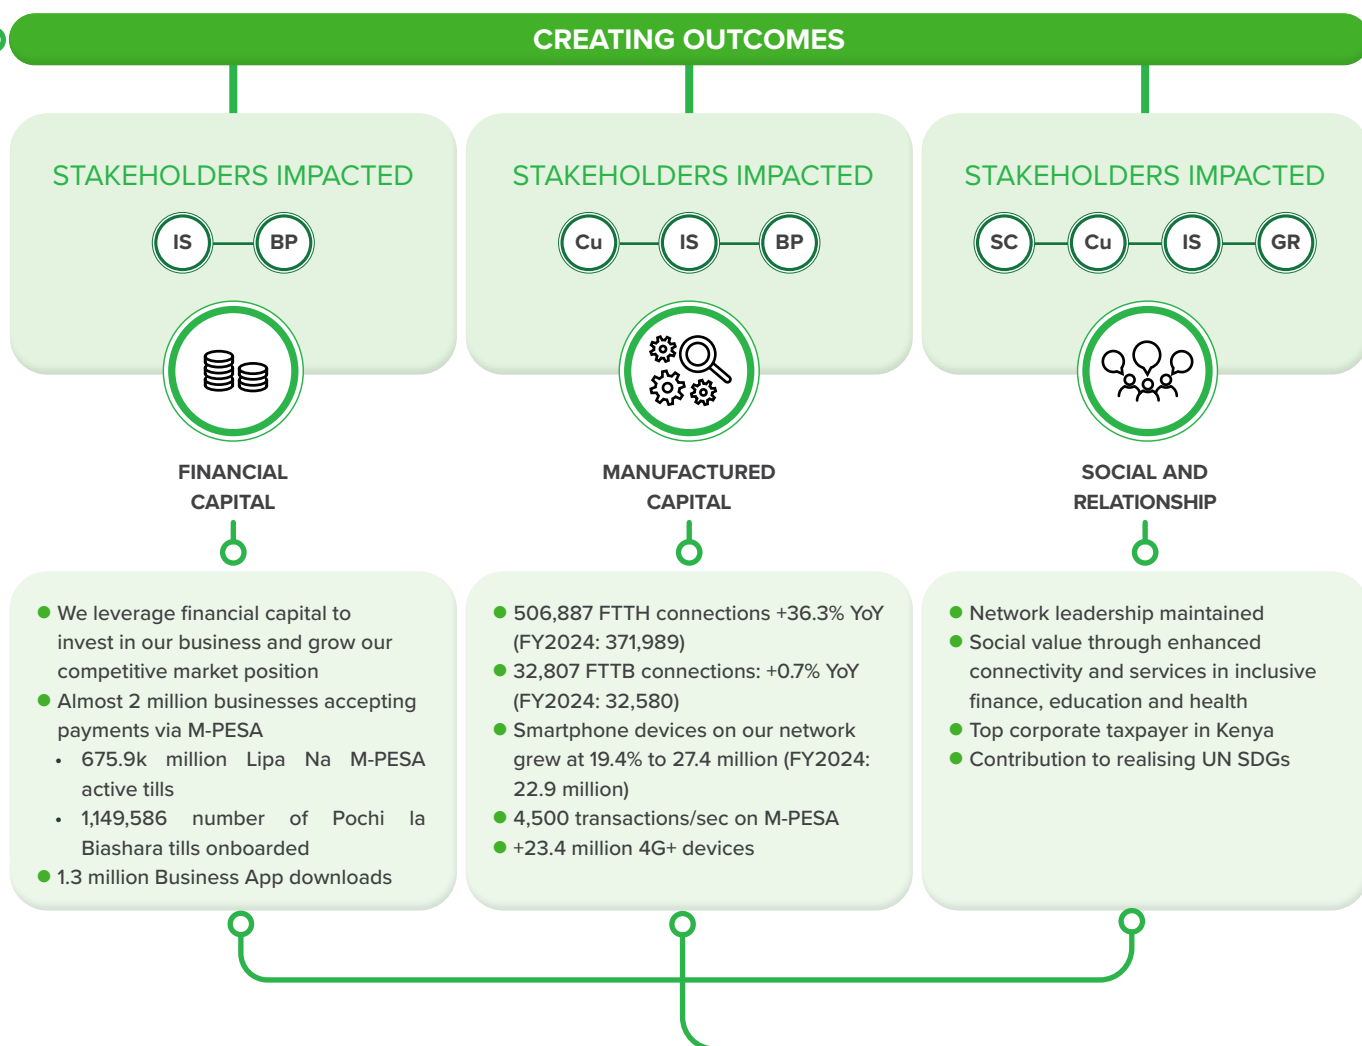 CREATING OUTCOMES
STAKEHOLDERS IMPACTED
IS
BP
FINANCIAL
CAPITAL
We leverage financial capital to
invest in our business and grow our
competitive market position
Almost 2 million businesses accepting
payments via M-PESA
675.9k million Lipa Na M-PESA
active tills
1,149,586 number of Pochi la
Biashara tills onboarded
1.3 million Business App downloads
STAKEHOLDERS IMPACTED
Cu
IS
BP
MANUFACTURED
CAPITAL
506,887 FTTH connections +36.3% YoY
(FY2024: 371,989)
32,807 FTTB connections: +0.7% YoY
(FY2024: 32,580)
Smartphone devices on our network
grew at 19.4% to 27.4 million (FY2024:
22.9 million)
4,500 transactions/sec on M-PESA
+23.4 million 4G+ devices
STAKEHOLDERS IMPACTED
SC
Cu
IS
GR
SOCIAL AND
RELATIONSHIP
Network leadership maintained
Social value through enhanced
connectivity and services in inclusive
finance, education and health
Top corporate taxpayer in Kenya
Contribution to realising UN SDGs